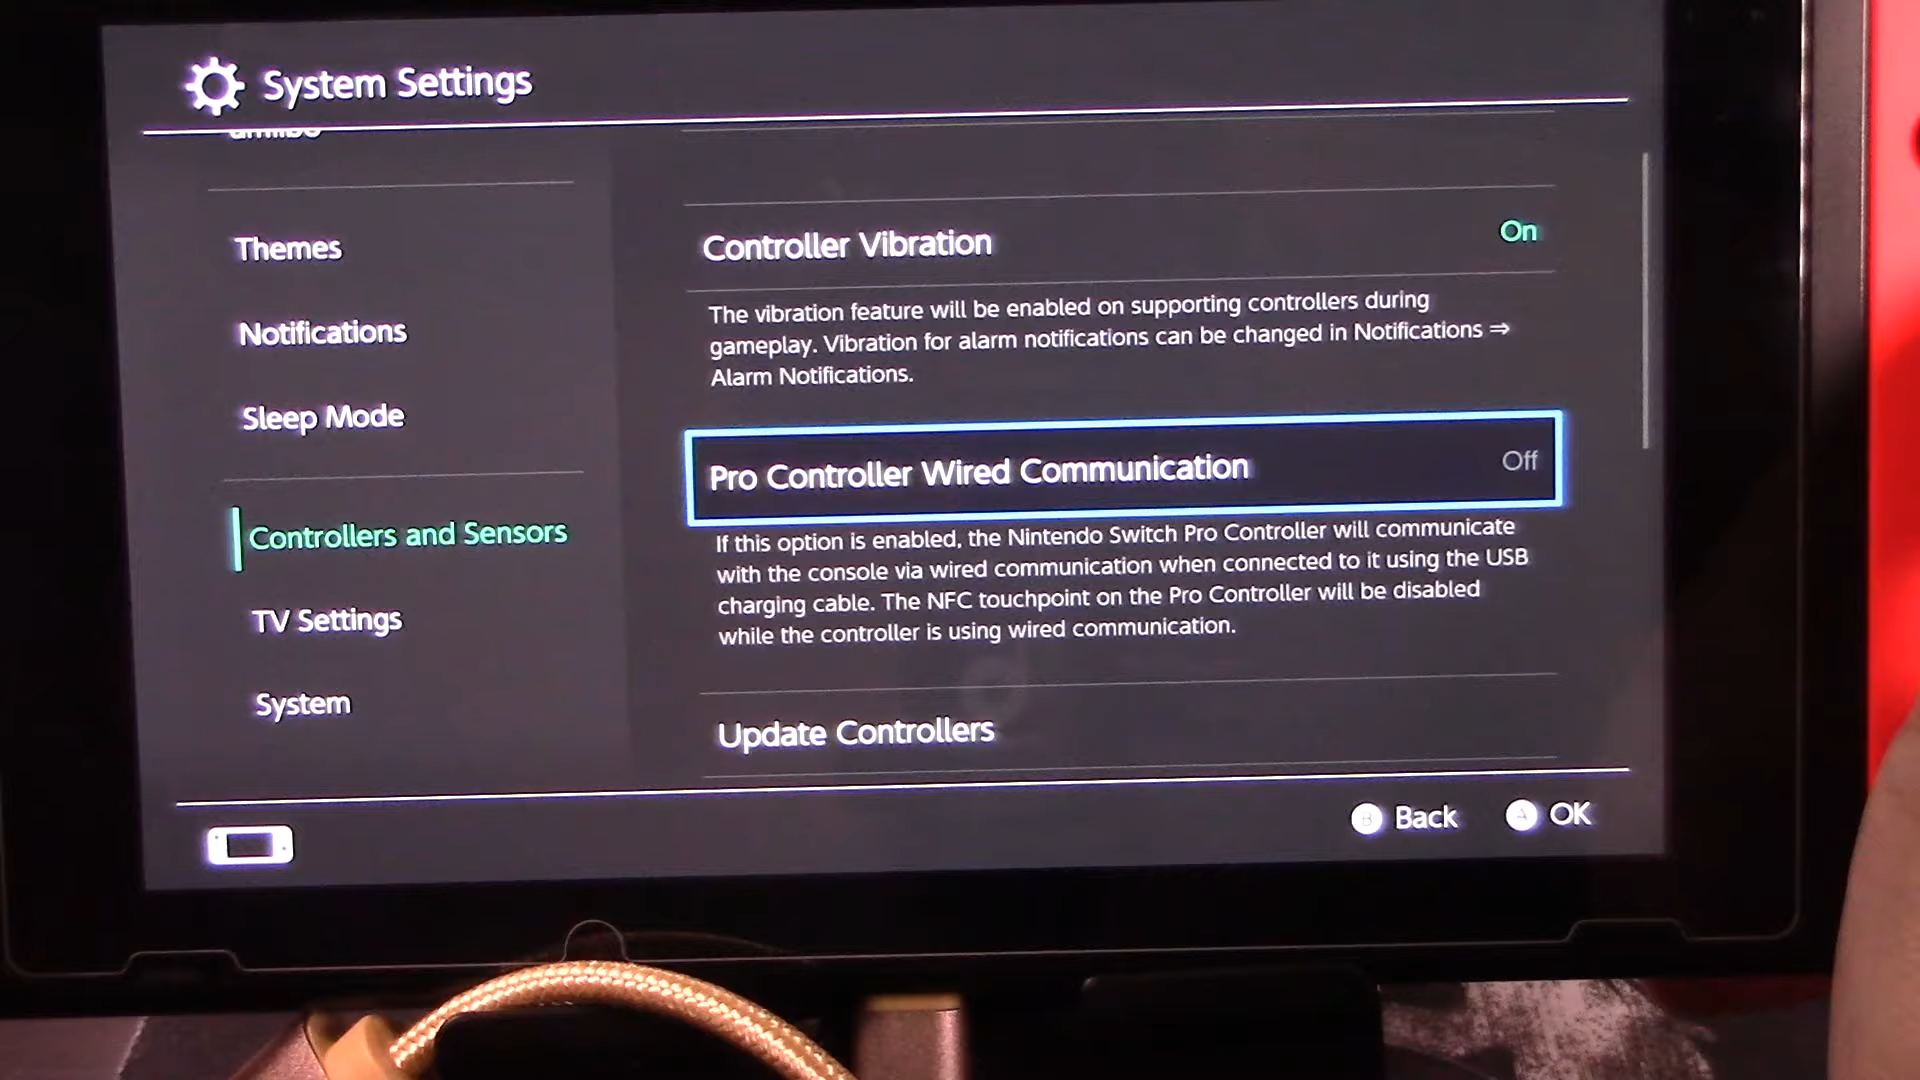 System Settings
amiibo
Themes
Notifications
Sleep Mode
Controllers and Sensors
TV Settings
System
Controller Vibration On
The vibration feature will be enabled on supporting controllers during
gameplay. Vibration for alarm notifications can be changed in Notifications ⇒
Alarm Notifications.
Pro Controller Wired Communication Off
If this option is enabled, the Nintendo Switch Pro Controller will communicate
with the console via wired communication when connected to it using the USB
charging cable. The NFC touchpoint on the Pro Controller will be disabled
while the controller is using wired communication.
Update Controllers
B Back A OK